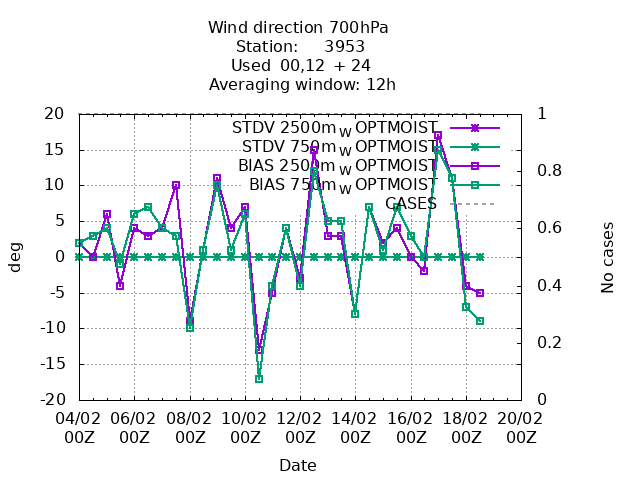 Wind direction 700hPa
Station: 3953
Used 00,12 + 24
Averaging window: 12h
STDV 2500m W OPTMOIST
STDV 750m W OPTMOIST
BIAS 2500m W OPTMOIST
BIAS 750m W OPTMOIST
CASES
20
15
10
5
0
-5
-10
-15
-20
deg
1
0.8
0.6
0.4
0.2
0
No cases
04/02 06/02 08/02 10/02 12/02 14/02 16/02 18/02 20/02
00Z 00Z 00Z 00Z 00Z 00Z 00Z 00Z 00Z
Date